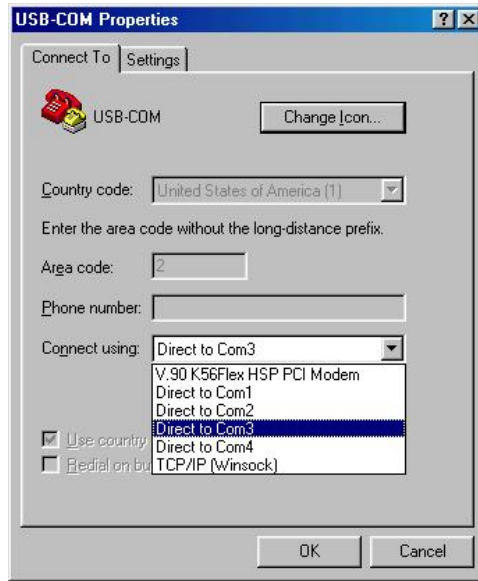 USB-COM Properties
Connect To
Settings
USB-COM
Change Icon...
Country code: United States of America (1)
Enter the area code without the long-distance prefix.
Area code: 2
Phone number:
Connect using: Direct to Com3
V.90 K56Flex HSP PCI Modem
Direct to Com1
Direct to Com2
Direct to Com3
Direct to Com4
TCP/IP (Winsock)
Use country
Redial on bu
OK
Cancel